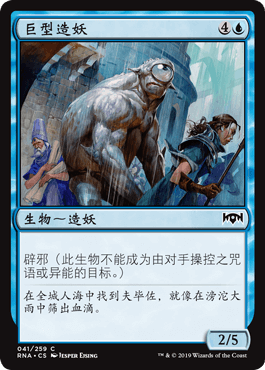 巨型造妖 4
生物～造妖
辟邪（此生物不能成为由对手操控之咒
语或异能的目标。）
在全城人海中找到夫毕佐，就像在滂沱大
雨中筛出血滴。
2/5
041/259 C
RNA • CS JESPER EJSING
™ & © 2019 Wizards of the Coast